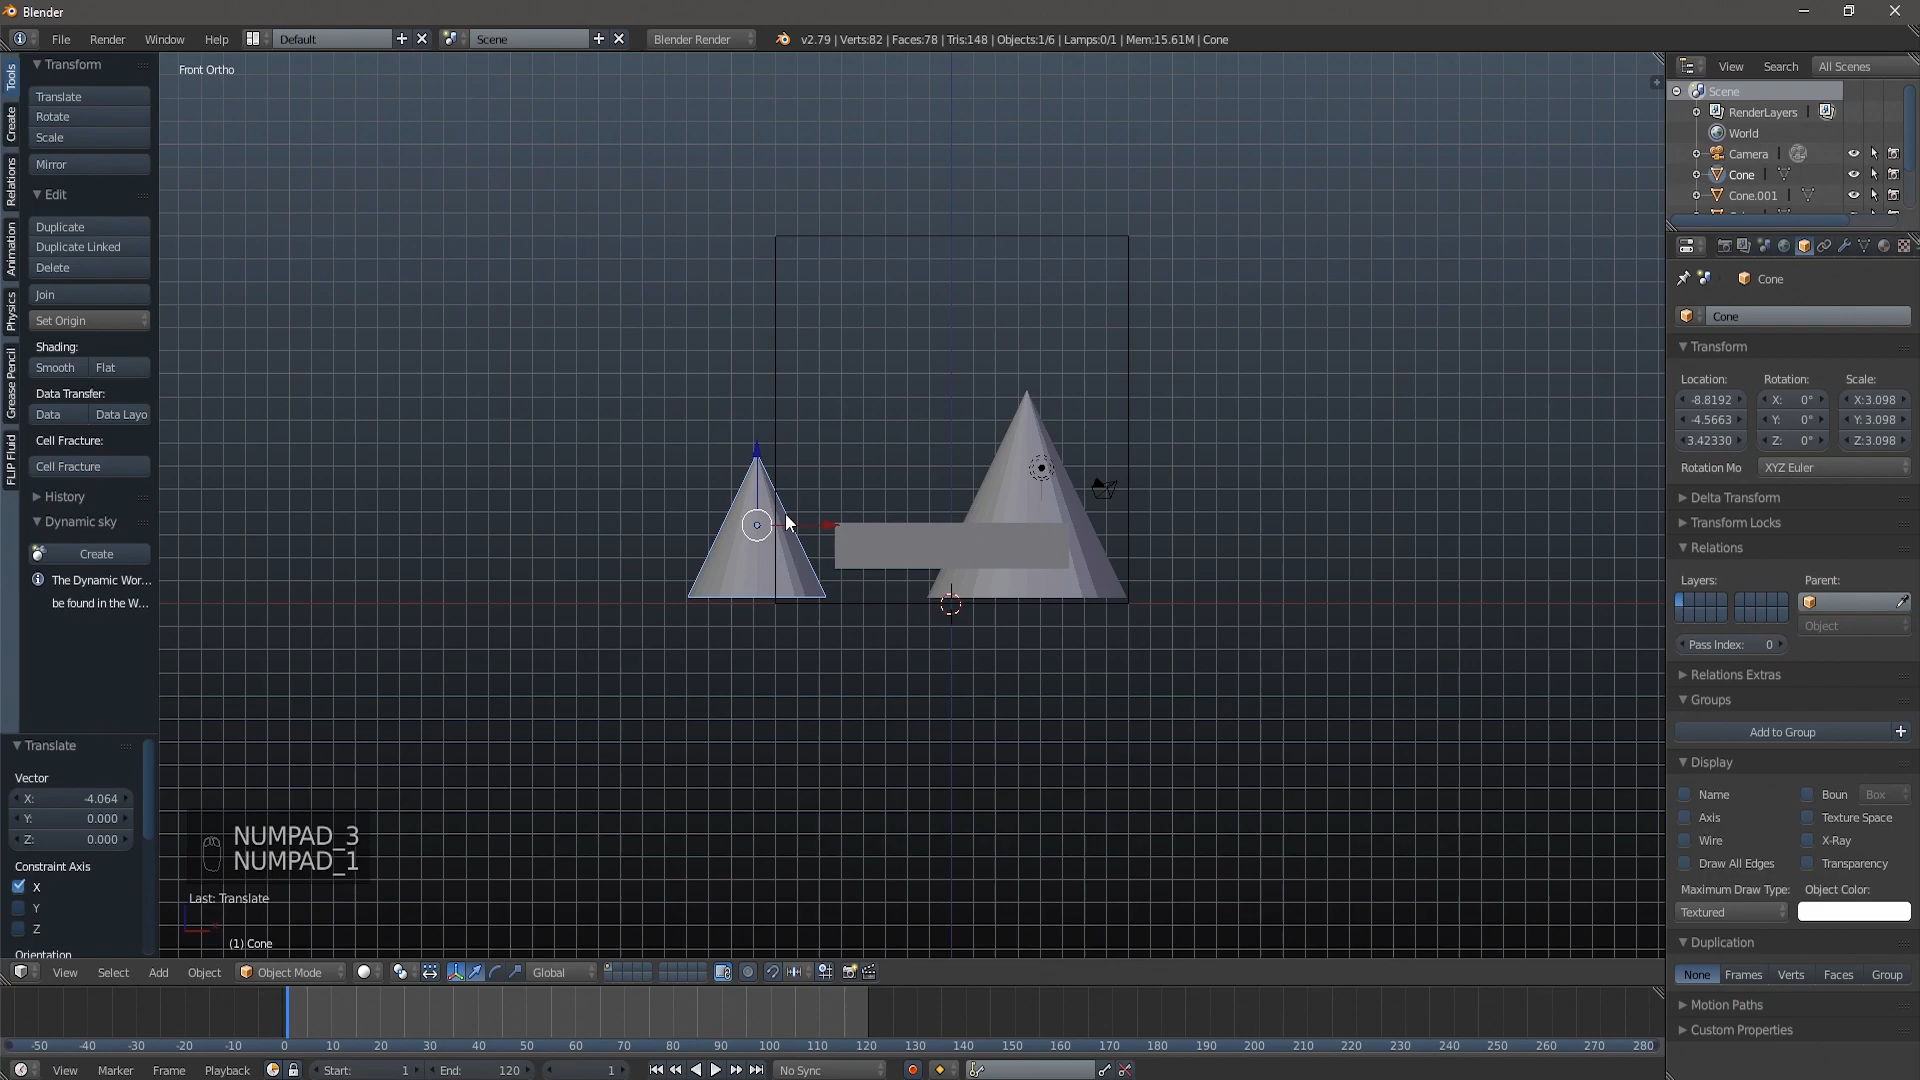 Blender
File Render Window Help Default Scene Blender Render v2.79 | Verts:82 | Faces:78 | Tris:148 | Objects:1/6 | Lamps:0/1 | Mem:15.61M | Cone
Tools
Create
Relations
Animation
Physics
Grease Pencil
FLIP Fluid
Transform
Translate
Rotate
Scale
Mirror
Edit
Duplicate
Duplicate Linked
Delete
Join
Set Origin
Shading:
Smooth Flat
Data Transfer:
Data Data Layo
Cell Fracture:
Cell Fracture
History
Dynamic sky
Create
The Dynamic Wor...
be found in the W...
Translate
Vector
X: -4.064
Y: 0.000
Z: 0.000
Constraint Axis
X
Y
Z
Orientation
Front Ortho
NUMPAD_3
NUMPAD_1
Last: Translate
(1) Cone
View Select Add Object Object Mode Global
-50 -40 -30 -20 -10 0 10 20 30 40 50 60 70 80 90 100 110 120 130 140 150 160 170 180 190 200 210 220 230 240 250 260 270 280
View Marker Frame Playback Start: 1 End: 120 1 No Sync
View Search All Scenes
Scene
RenderLayers |
World
Camera |
Cone |
Cone.001 |
Cone
Cone
Transform
Location: Rotation: Scale:
-8.8192 X: 0° X:3.098
-4.5663 Y: 0° Y:3.098
3.42330 Z: 0° Z:3.098
Rotation Mo XYZ Euler
Delta Transform
Transform Locks
Relations
Layers: Parent:
Object
Pass Index: 0
Relations Extras
Groups
Add to Group
Display
Name Boun Box
Axis Texture Space
Wire X-Ray
Draw All Edges Transparency
Maximum Draw Type: Object Color:
Textured
Duplication
None Frames Verts Faces Group
Motion Paths
Custom Properties